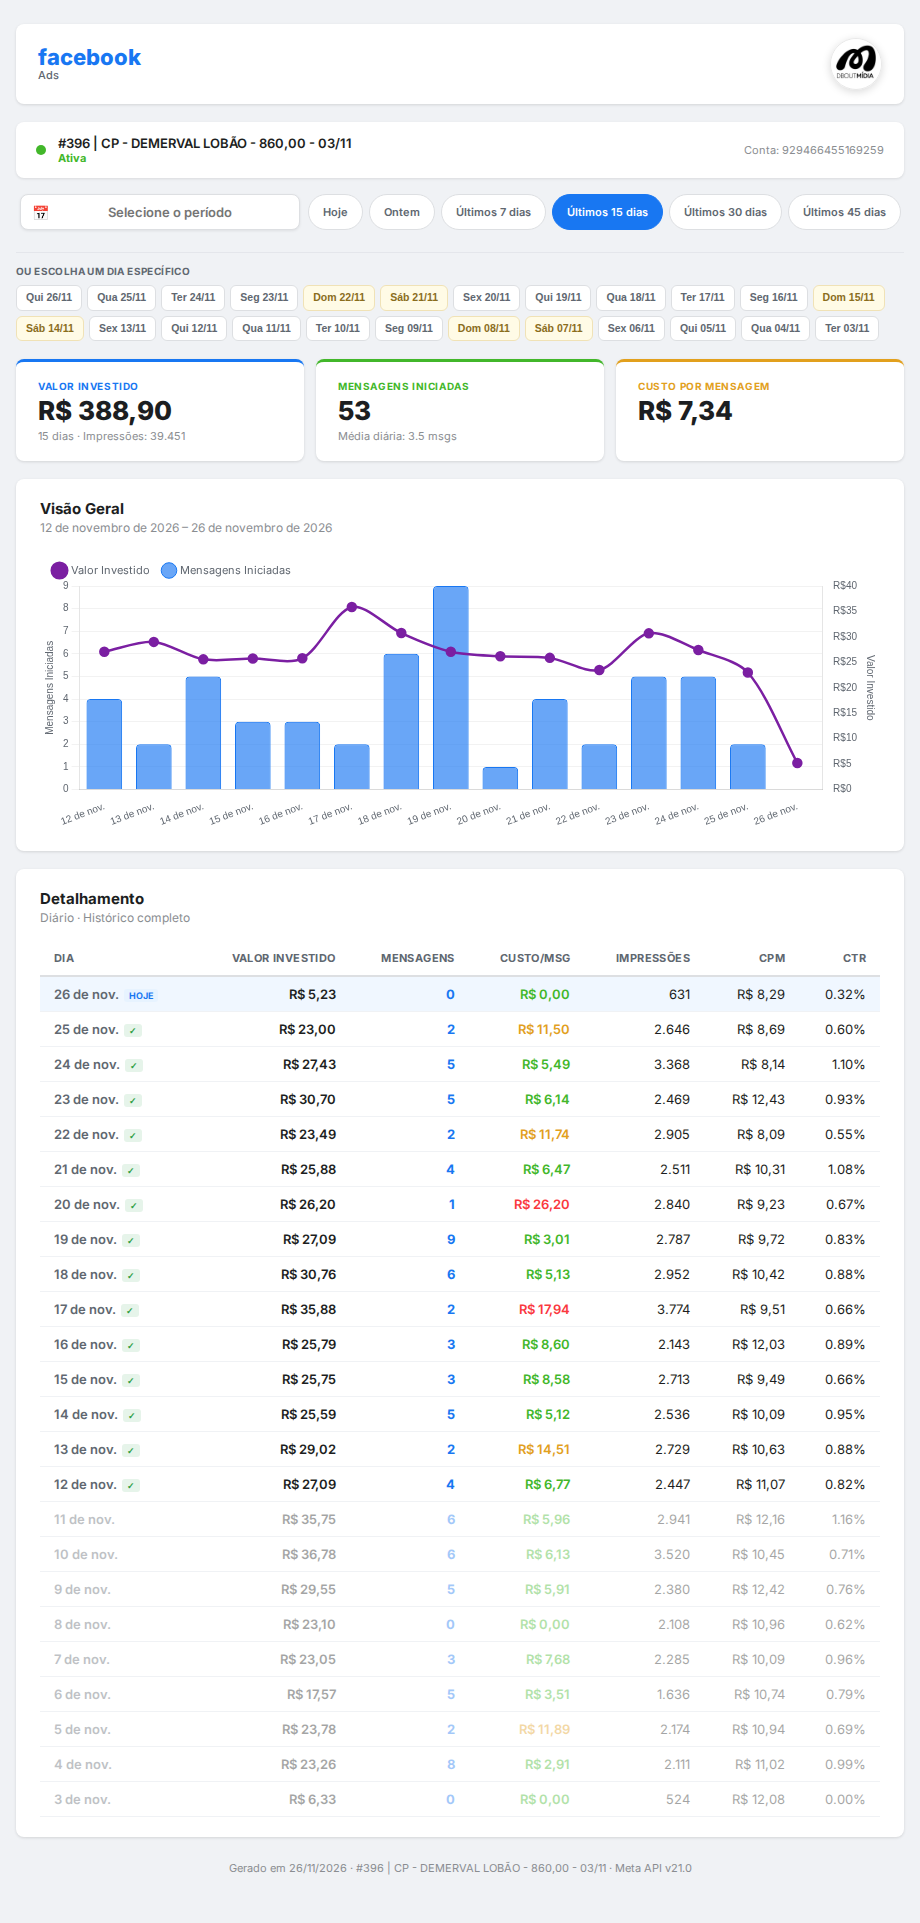 facebook
Ads
DBOUTMÍDIA
#396 | CP - DEMERVAL LOBÃO - 860,00 - 03/11
Ativa
Conta: 929466455169259
Selecione o período
Hoje
Ontem
Últimos 7 dias
Últimos 15 dias
Últimos 30 dias
Últimos 45 dias
OU ESCOLHA UM DIA ESPECÍFICO
Qui 26/11 Qua 25/11 Ter 24/11 Seg 23/11 Dom 22/11 Sáb 21/11 Sex 20/11 Qui 19/11 Qua 18/11 Ter 17/11 Seg 16/11 Dom 15/11
Sáb 14/11 Sex 13/11 Qui 12/11 Qua 11/11 Ter 10/11 Seg 09/11 Dom 08/11 Sáb 07/11 Sex 06/11 Qui 05/11 Qua 04/11 Ter 03/11
VALOR INVESTIDO
R$ 388,90
15 dias · Impressões: 39.451
MENSAGENS INICIADAS
53
Média diária: 3.5 msgs
CUSTO POR MENSAGEM
R$ 7,34
Visão Geral
12 de novembro de 2026 – 26 de novembro de 2026
Valor Investido Mensagens Iniciadas
Mensagens Iniciadas
9
8
7
6
5
4
3
2
1
0
R$40
R$35
R$30
R$25
R$20
R$15
R$10
R$5
R$0
Valor Investido
12 de nov. 13 de nov. 14 de nov. 15 de nov. 16 de nov. 17 de nov. 18 de nov. 19 de nov. 20 de nov. 21 de nov. 22 de nov. 23 de nov. 24 de nov. 25 de nov. 26 de nov.
Detalhamento
Diário · Histórico completo
DIA VALOR INVESTIDO MENSAGENS CUSTO/MSG IMPRESSÕES CPM CTR
26 de nov. HOJE R$ 5,23 0 R$ 0,00 631 R$ 8,29 0.32%
25 de nov. ✓ R$ 23,00 2 R$ 11,50 2.646 R$ 8,69 0.60%
24 de nov. ✓ R$ 27,43 5 R$ 5,49 3.368 R$ 8,14 1.10%
23 de nov. ✓ R$ 30,70 5 R$ 6,14 2.469 R$ 12,43 0.93%
22 de nov. ✓ R$ 23,49 2 R$ 11,74 2.905 R$ 8,09 0.55%
21 de nov. ✓ R$ 25,88 4 R$ 6,47 2.511 R$ 10,31 1.08%
20 de nov. ✓ R$ 26,20 1 R$ 26,20 2.840 R$ 9,23 0.67%
19 de nov. ✓ R$ 27,09 9 R$ 3,01 2.787 R$ 9,72 0.83%
18 de nov. ✓ R$ 30,76 6 R$ 5,13 2.952 R$ 10,42 0.88%
17 de nov. ✓ R$ 35,88 2 R$ 17,94 3.774 R$ 9,51 0.66%
16 de nov. ✓ R$ 25,79 3 R$ 8,60 2.143 R$ 12,03 0.89%
15 de nov. ✓ R$ 25,75 3 R$ 8,58 2.713 R$ 9,49 0.66%
14 de nov. ✓ R$ 25,59 5 R$ 5,12 2.536 R$ 10,09 0.95%
13 de nov. ✓ R$ 29,02 2 R$ 14,51 2.729 R$ 10,63 0.88%
12 de nov. ✓ R$ 27,09 4 R$ 6,77 2.447 R$ 11,07 0.82%
11 de nov. R$ 35,75 6 R$ 5,96 2.941 R$ 12,16 1.16%
10 de nov. R$ 36,78 6 R$ 6,13 3.520 R$ 10,45 0.71%
9 de nov. R$ 29,55 5 R$ 5,91 2.380 R$ 12,42 0.76%
8 de nov. R$ 23,10 0 R$ 0,00 2.108 R$ 10,96 0.62%
7 de nov. R$ 23,05 3 R$ 7,68 2.285 R$ 10,09 0.96%
6 de nov. R$ 17,57 5 R$ 3,51 1.636 R$ 10,74 0.79%
5 de nov. R$ 23,78 2 R$ 11,89 2.174 R$ 10,94 0.69%
4 de nov. R$ 23,26 8 R$ 2,91 2.111 R$ 11,02 0.99%
3 de nov. R$ 6,33 0 R$ 0,00 524 R$ 12,08 0.00%
Gerado em 26/11/2026 · #396 | CP - DEMERVAL LOBÃO - 860,00 - 03/11 · Meta API v21.0